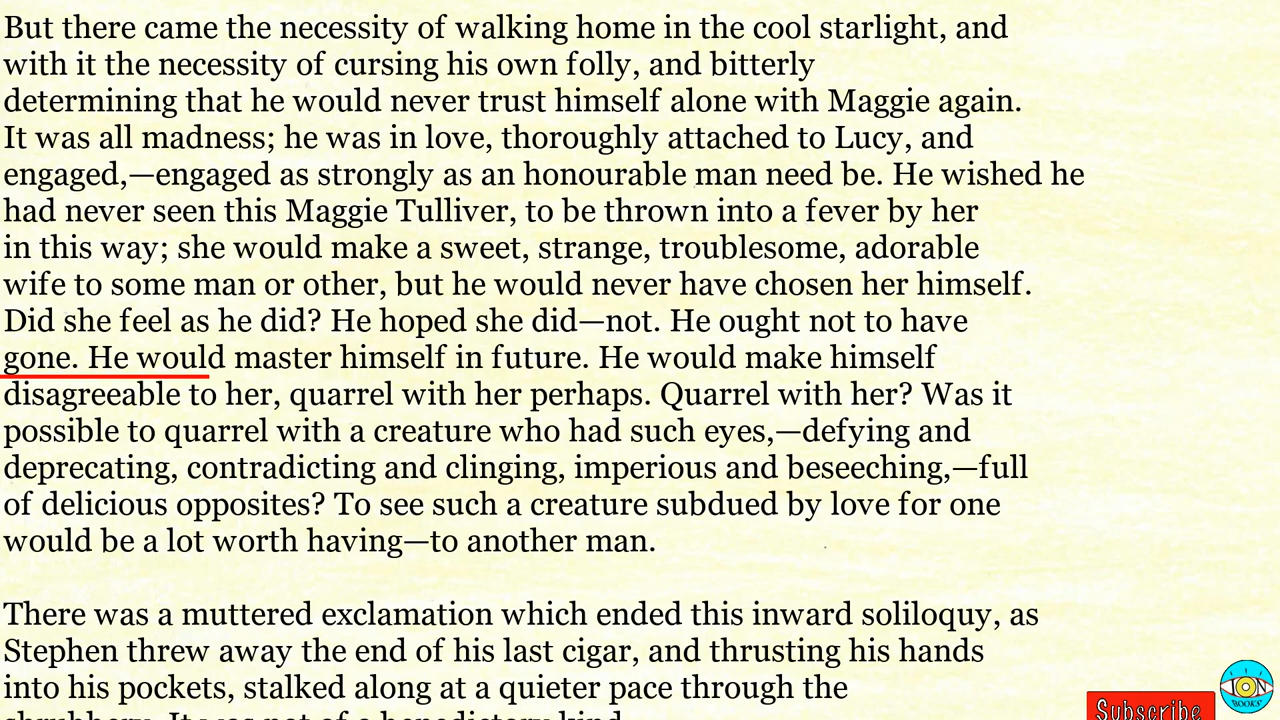 But there came the necessity of walking home in the cool starlight, and
with it the necessity of cursing his own folly, and bitterly
determining that he would never trust himself alone with Maggie again.
It was all madness; he was in love, thoroughly attached to Lucy, and
engaged,—engaged as strongly as an honourable man need be. He wished he
had never seen this Maggie Tulliver, to be thrown into a fever by her
in this way; she would make a sweet, strange, troublesome, adorable
wife to some man or other, but he would never have chosen her himself.
Did she feel as he did? He hoped she did—not. He ought not to have
gone. He would master himself in future. He would make himself
disagreeable to her, quarrel with her perhaps. Quarrel with her? Was it
possible to quarrel with a creature who had such eyes,—defying and
deprecating, contradicting and clinging, imperious and beseeching,—full
of delicious opposites? To see such a creature subdued by love for one
would be a lot worth having—to another man.
There was a muttered exclamation which ended this inward soliloquy, as
Stephen threw away the end of his last cigar, and thrusting his hands
into his pockets, stalked along at a quieter pace through the
shrubbery. It was not of a benedictory kind.
Subscribe
ION
BOOKS